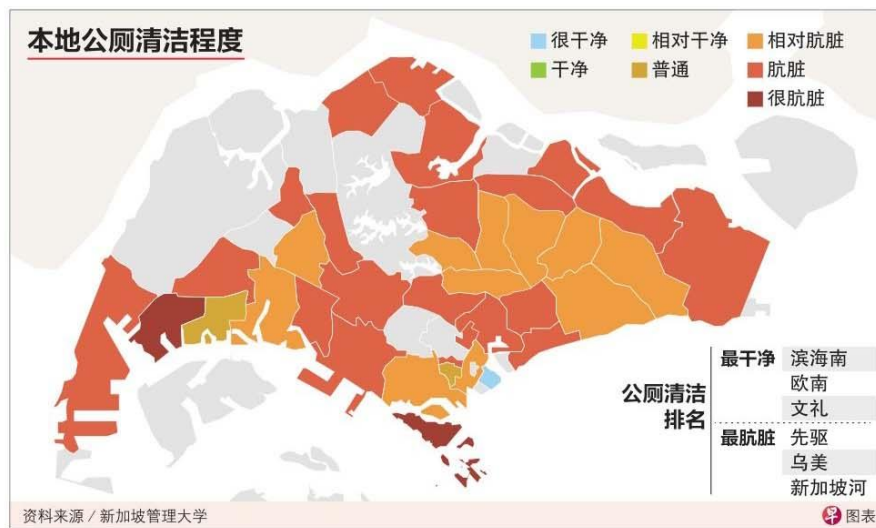 本地公厕清洁程度
很干净
相对干净
相对肮脏
干净
普通
肮脏
很肮脏
公厕清洁
排名
最干净
滨海南
欧南
文礼
最肮脏
先驱
乌美
新加坡河
资料来源 / 新加坡管理大学
早 图表